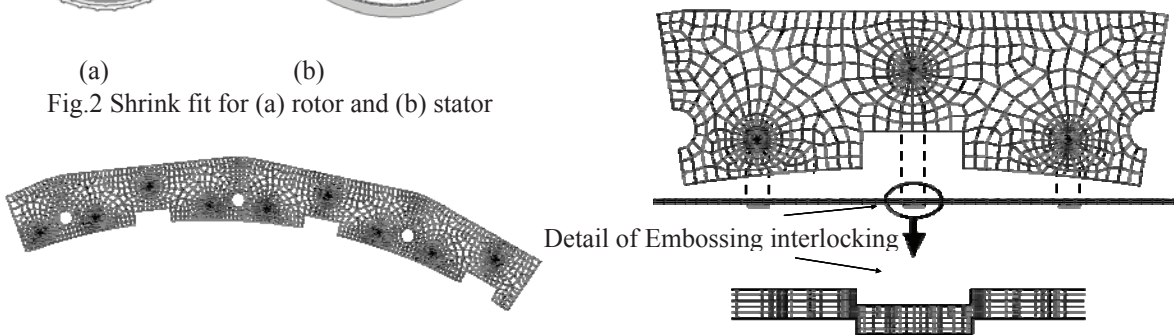 (a) (b)
Fig.2 Shrink fit for (a) rotor and (b) stator
Detail of Embossing interlocking